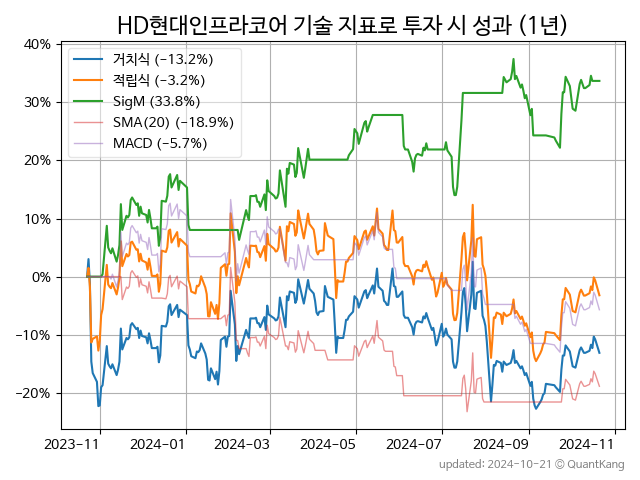 HD현대인프라코어 기술 지표로 투자 시 성과 (1년)
40%
30%
20%
10%
0%
−10%
−20%
거치식 (−13.2%)
적립식 (−3.2%)
SigM (33.8%)
SMA(20) (−18.9%)
MACD (−5.7%)
2023-11 2024-01 2024-03 2024-05 2024-07 2024-09 2024-11
updated: 2024-10-21 © QuantKang